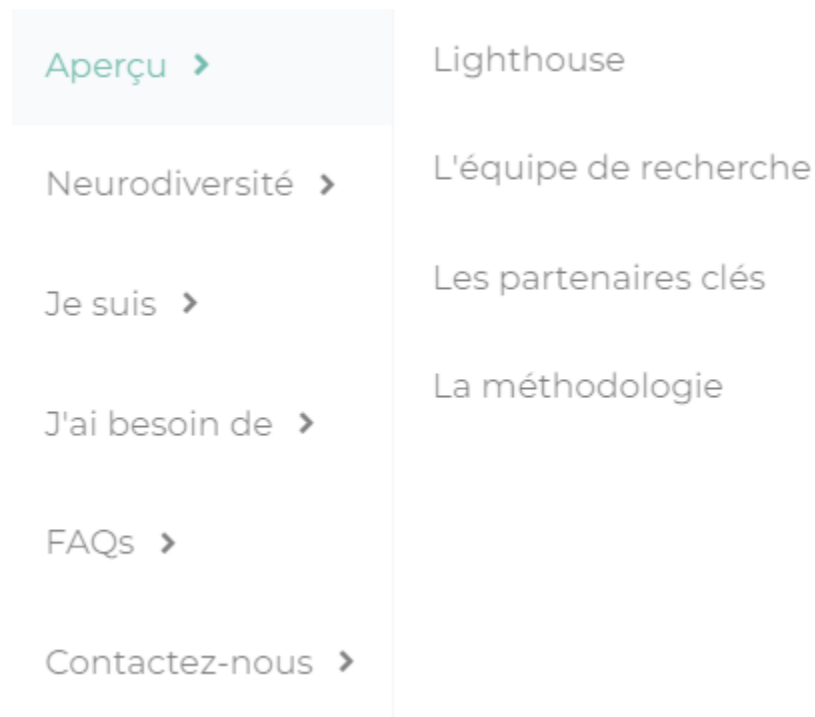 Aperçu
Neurodiversité
Je suis
J'ai besoin de
FAQs
Contactez-nous
Lighthouse
L'équipe de recherche
Les partenaires clés
La méthodologie